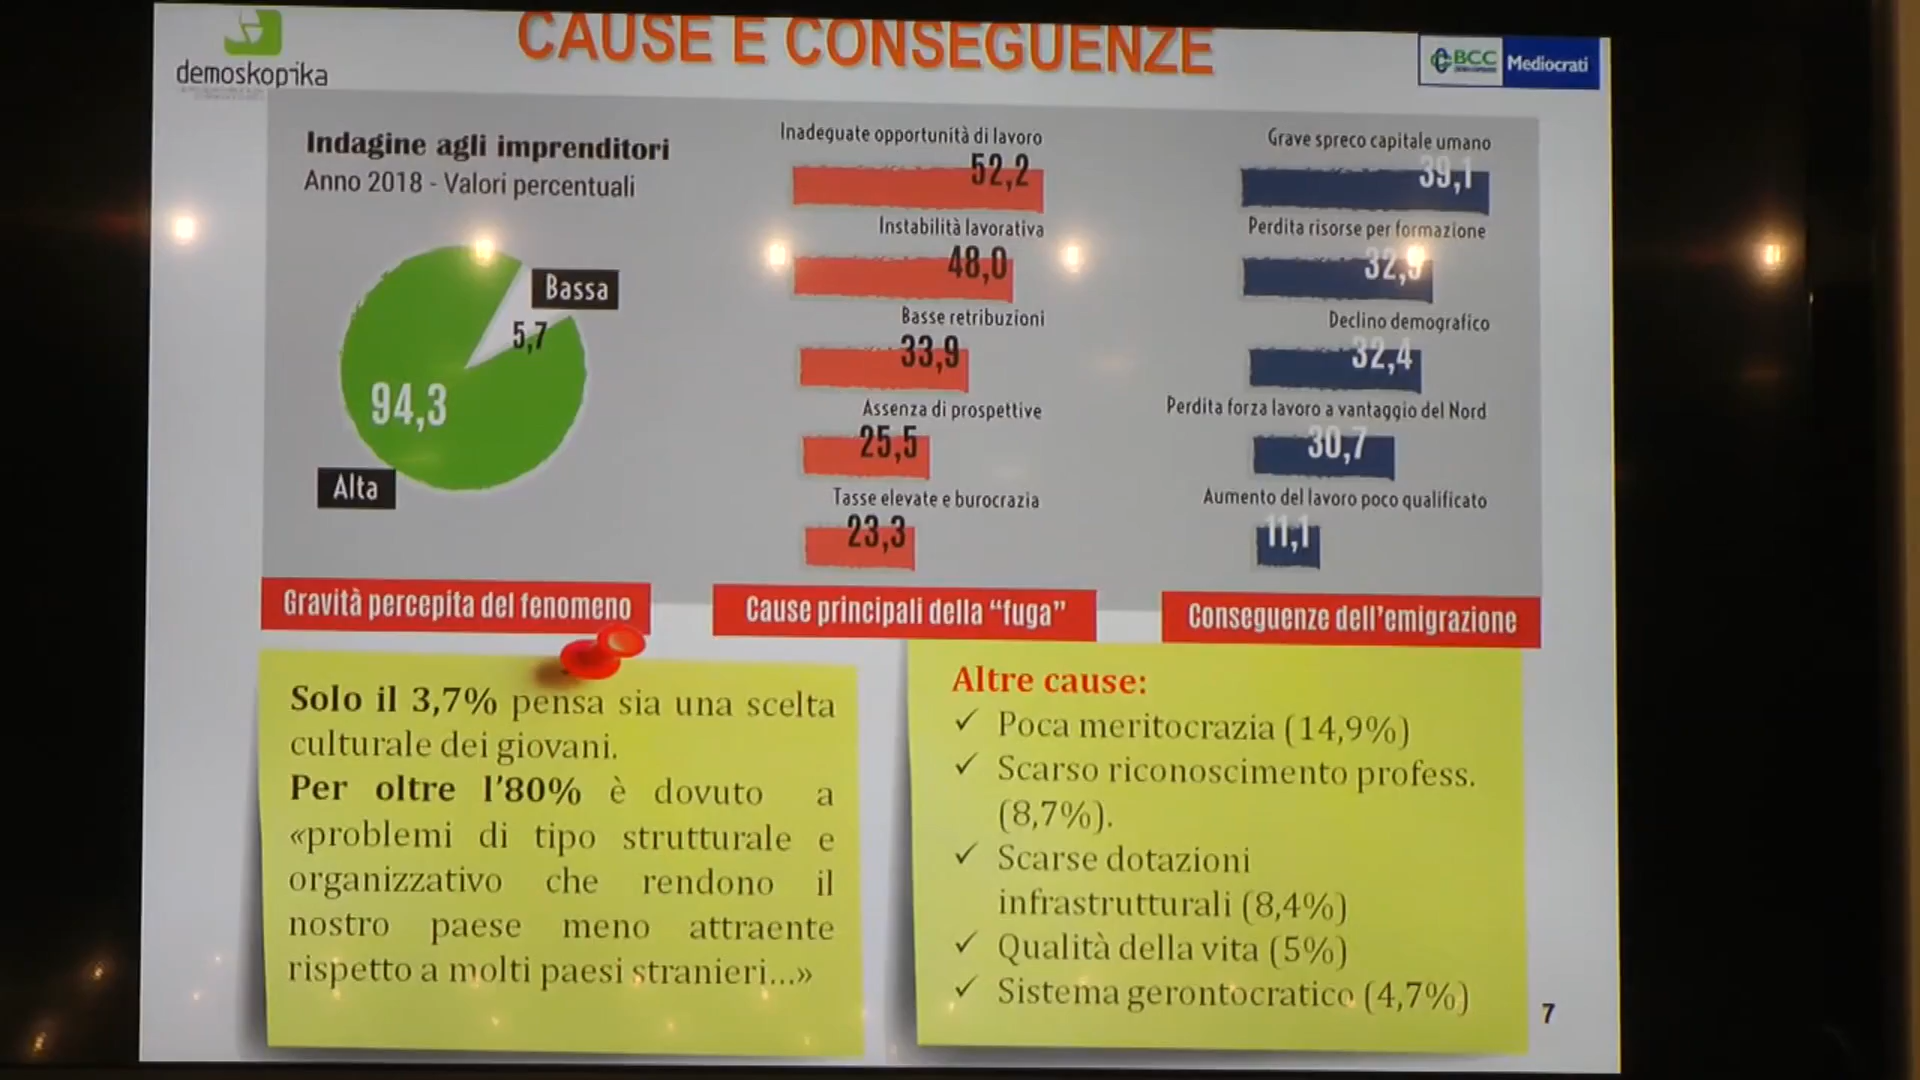 demoskopika
CAUSE E CONSEGUENZE
BCC
Mediocrati
Indagine agli imprenditori
Anno 2018 - Valori percentuali
Bassa
5,7
94,3
Alta
Gravità percepita del fenomeno
Inadeguate opportunità di lavoro
52,2
Instabilità lavorativa
48,0
Basse retribuzioni
33,9
Assenza di prospettive
25,5
Tasse elevate e burocrazia
23,3
Cause principali della “fuga”
Grave spreco capitale umano
39,1
Perdita risorse per formazione
Declino demografico
32,4
Perdita forza lavoro a vantaggio del Nord
30,7
Aumento del lavoro poco qualificato
11,1
Conseguenze dell’emigrazione
Solo il 3,7% pensa sia una scelta
culturale dei giovani.
Per oltre l’80% è dovuto a
«problemi di tipo strutturale e
organizzativo che rendono il
nostro paese meno attraente
rispetto a molti paesi stranieri...»
Altre cause:
✓ Poca meritocrazia (14,9%)
✓ Scarso riconoscimento profess.
(8,7%).
✓ Scarse dotazioni
infrastrutturali (8,4%)
✓ Qualità della vita (5%)
✓ Sistema gerontocratico (4,7%)
7